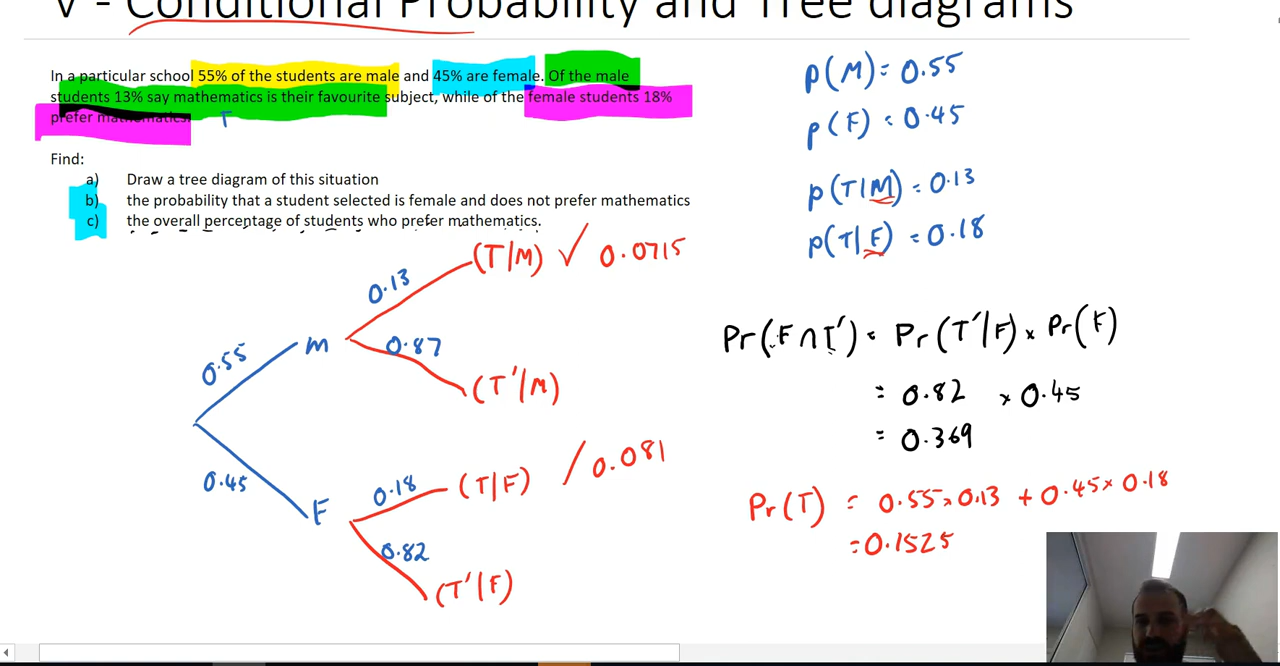 V - Conditional Probability and Tree diagrams
In a particular school 55% of the students are male and 45% are female. Of the male
students 13% say mathematics is their favourite subject, while of the female students 18%
prefer mathematics.
T
Find:
a) Draw a tree diagram of this situation
b) the probability that a student selected is female and does not prefer mathematics
c) the overall percentage of students who prefer mathematics.
0.55
M
0.13
(T|M) ✓ 0.0715
0.87
(T'|M)
0.45
F
0.18
(T|F) / 0.081
0.82
(T'|F)
p(M) = 0.55
p(F) = 0.45
p(T|M) = 0.13
p(T|F) = 0.18
Pr(F∩T') = Pr(T'|F) × Pr(F)
= 0.82 × 0.45
= 0.369
Pr(T) = 0.55×0.13 + 0.45×0.18
=0.1525